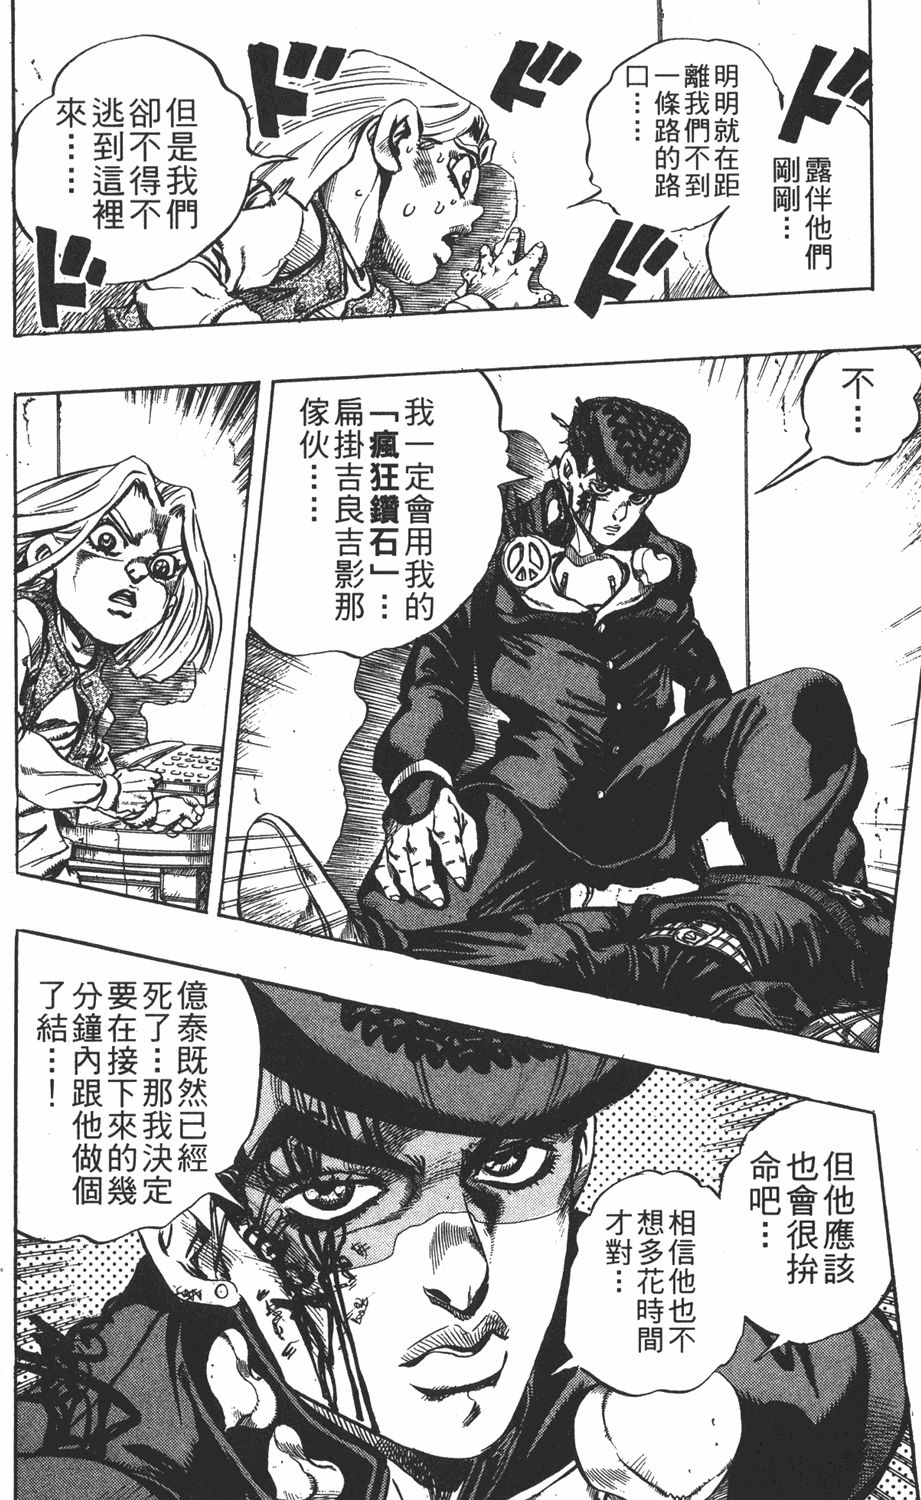 露伴他們
剛剛…
明明就在距
離我們不到
一條路的路
口……
但是我們
卻不得不
逃到這裡
來……
ドド
ドド
ド
不…
我一定會用我的
「瘋狂鑽石」…
扁掛吉良吉影那
傢伙……
但他應該
也會很拚
命吧…
相信他也不
想多花時間
才對…
億泰既然已經
死了…那我決定
要在接下來的幾
分鐘內跟他做個
了結…！